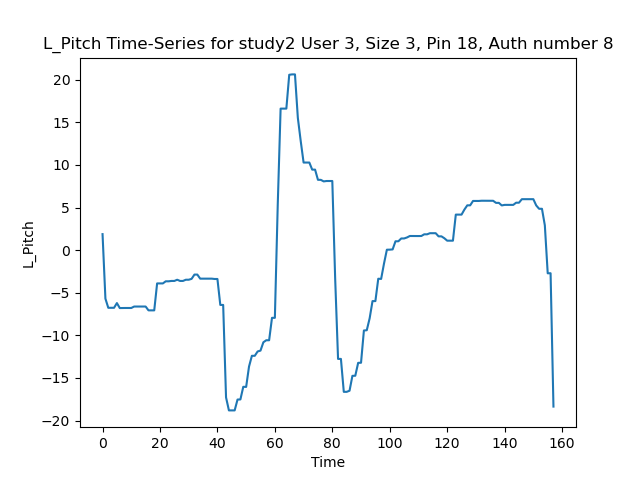 L_Pitch Time-Series for study2 User 3, Size 3, Pin 18, Auth number 8
20
15
10
5
0
−5
−10
−15
−20
L_Pitch
0 20 40 60 80 100 120 140 160
Time